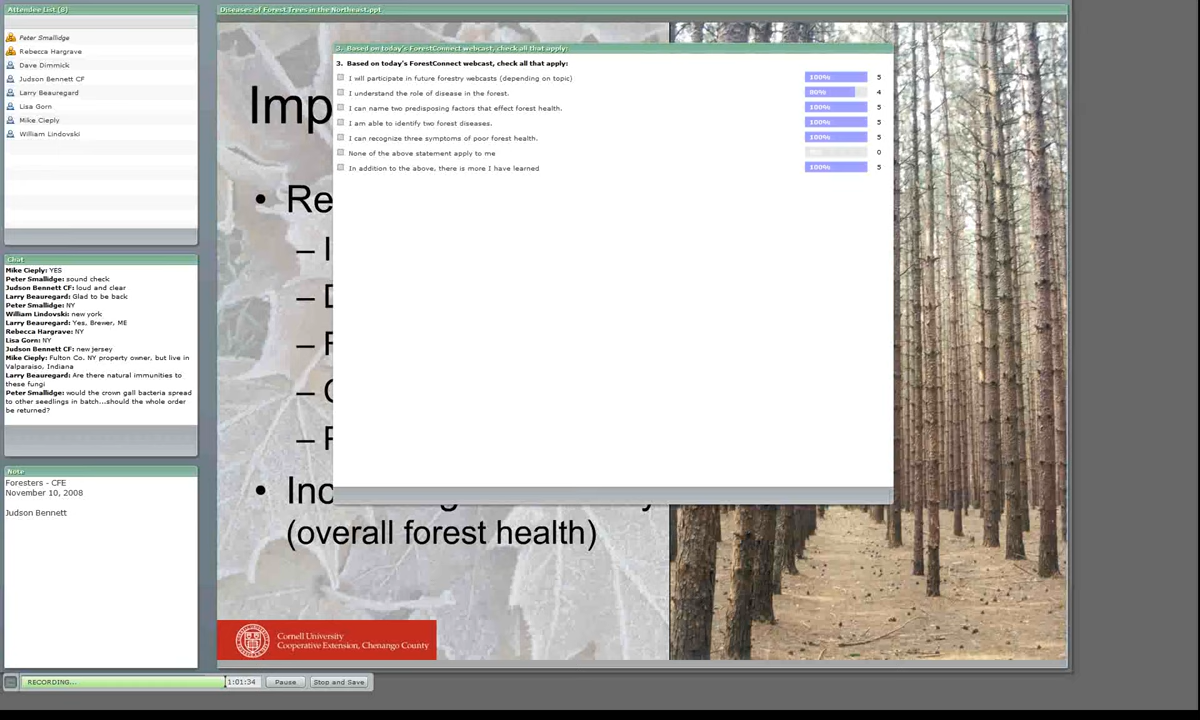 Attendee List (8)
Peter Smallidge
Rebecca Hargrave
Dave Dimmick
Judson Bennett CF
Larry Beauregard
Lisa Gorn
Mike Cieply
William Lindovski
Chat
Mike Cieply: YES
Peter Smallidge: sound check
Judson Bennett CF: loud and clear
Larry Beauregard: Glad to be back
Peter Smallidge: NY
William Lindovski: new york
Larry Beauregard: Yes, Brewer, ME
Rebecca Hargrave: NY
Lisa Gorn: NY
Judson Bennett CF: new jersey
Mike Cieply: Fulton Co. NY property owner, but live in
Valparaiso, Indiana
Larry Beauregard: Are there natural immunities to
these fungi
Peter Smallidge: would the crown gall bacteria spread
to other seedlings in batch...should the whole order
be returned?
Note
Foresters - CFE
November 10, 2008
Judson Bennett
Diseases of Forest Trees in the Northeast.ppt
Imp
• Re
– I
– D
– F
– C
– F
• Inc
(overall forest health)
3. Based on today's ForestConnect webcast, check all that apply:
3. Based on today's ForestConnect webcast, check all that apply:
I will participate in future forestry webcasts (depending on topic) 100% 5
I understand the role of disease in the forest. 80% 4
I can name two predisposing factors that effect forest health. 100% 5
I am able to identify two forest diseases. 100% 5
I can recognize three symptoms of poor forest health. 100% 5
None of the above statement apply to me 0
In addition to the above, there is more I have learned 100% 5
Cornell University
Cooperative Extension, Chenango County
RECORDING... 1:01:34 Pause Stop and Save